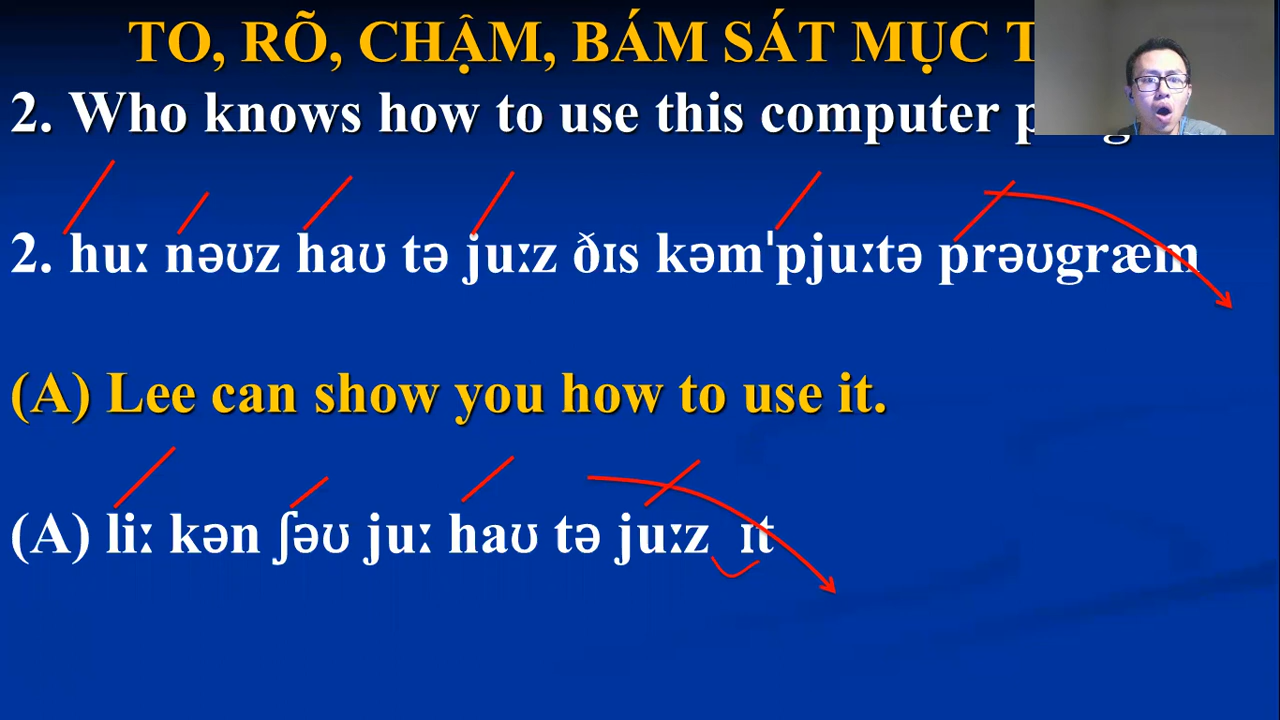 TO, RÕ, CHẬM, BÁM SÁT MỤC
2. Who knows how to use this computer
2. huː nəʊz haʊ tə juːz ðɪs kəmˈpjuːtə prəʊgræm
(A) Lee can show you how to use it.
(A) liː kən ʃəʊ juː haʊ tə juːz ɪt